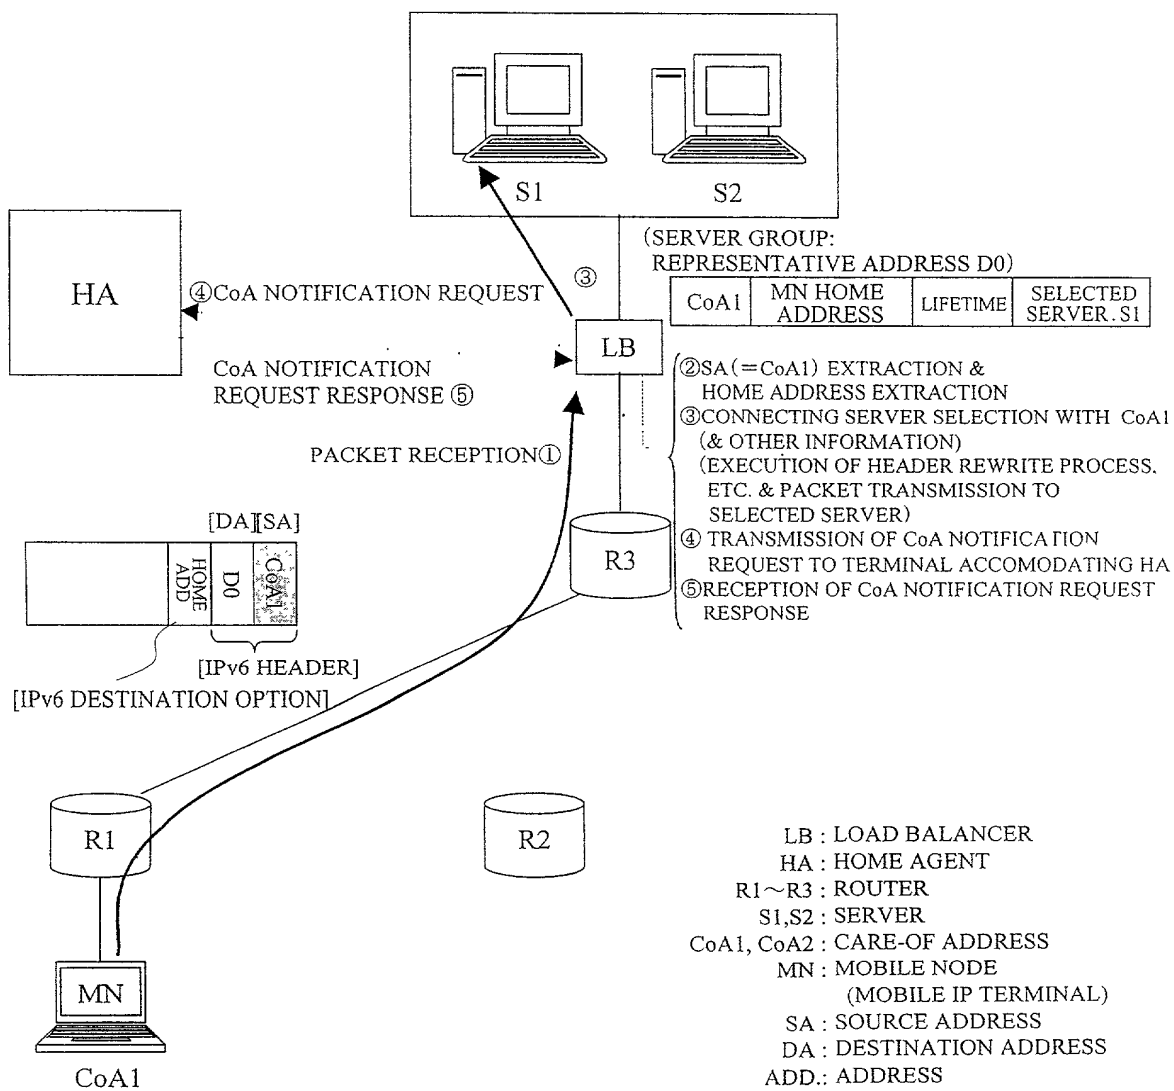 S1
S2
(SERVER GROUP:
REPRESENTATIVE ADDRESS D0)
HA
④CoA NOTIFICATION REQUEST
③
CoA1
MN HOME
ADDRESS
LIFETIME
SELECTED
SERVER.S1
LB
CoA NOTIFICATION
REQUEST RESPONSE ⑤
②SA(=CoA1) EXTRACTION &
HOME ADDRESS EXTRACTION
③CONNECTING SERVER SELECTION WITH CoA1
(& OTHER INFORMATION)
(EXECUTION OF HEADER REWRITE PROCESS,
ETC. & PACKET TRANSMISSION TO
SELECTED SERVER)
④ TRANSMISSION OF CoA NOTIFICATION
REQUEST TO TERMINAL ACCOMODATING HA
⑤RECEPTION OF CoA NOTIFICATION REQUEST
RESPONSE
PACKET RECEPTION①
[DA][SA]
HOME
ADD
D0
CoA1
[IPv6 HEADER]
[IPv6 DESTINATION OPTION]
R3
R1
R2
MN
CoA1
LB : LOAD BALANCER
HA : HOME AGENT
R1~R3 : ROUTER
S1,S2 : SERVER
CoA1, CoA2 : CARE-OF ADDRESS
MN : MOBILE NODE
(MOBILE IP TERMINAL)
SA : SOURCE ADDRESS
DA : DESTINATION ADDRESS
ADD.: ADDRESS